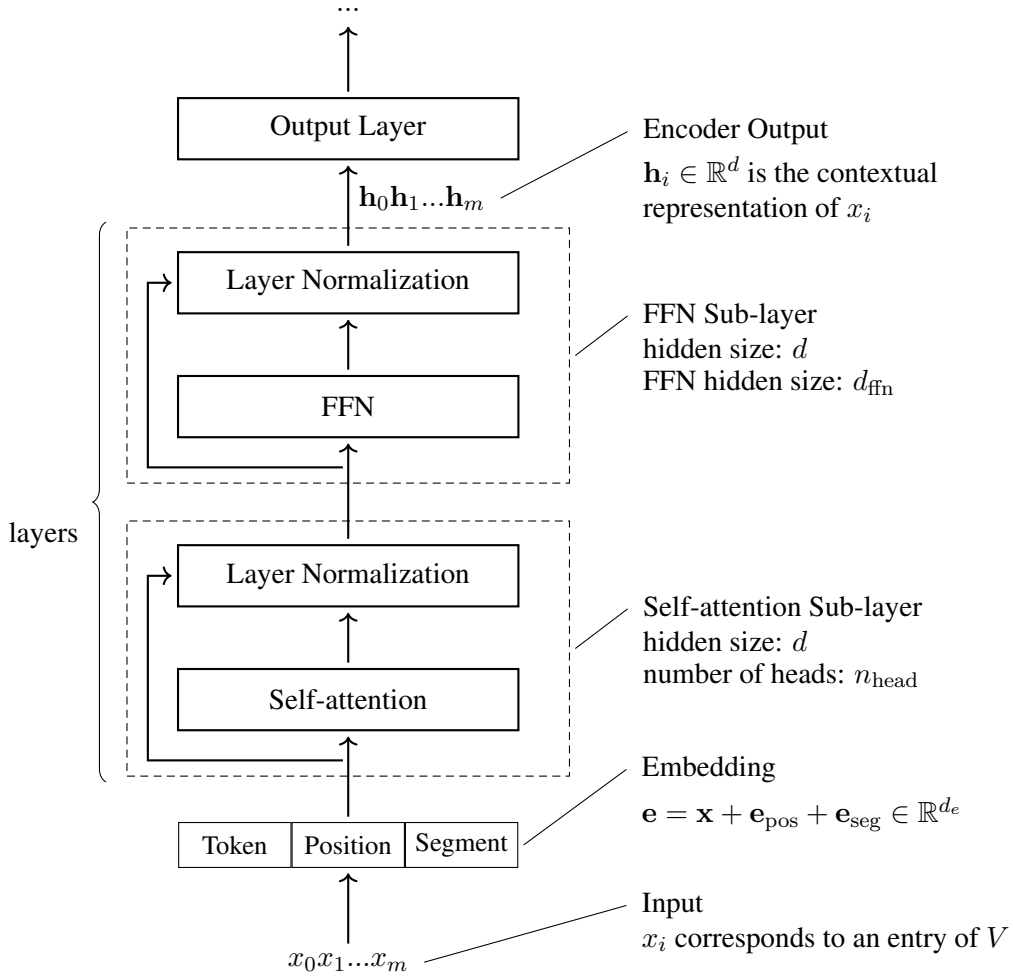 ...
Output Layer
Encoder Output
𝐡_i ∈ ℝ^d is the contextual
representation of x_i
𝐡_0𝐡_1...𝐡_m
Layer Normalization
FFN Sub-layer
hidden size: d
FFN hidden size: d_ffn
FFN
layers
Layer Normalization
Self-attention Sub-layer
hidden size: d
number of heads: n_head
Self-attention
Embedding
𝐞 = 𝐱 + 𝐞_pos + 𝐞_seg ∈ ℝ^{d_e}
Token Position Segment
Input
x_i corresponds to an entry of V
x_0x_1...x_m